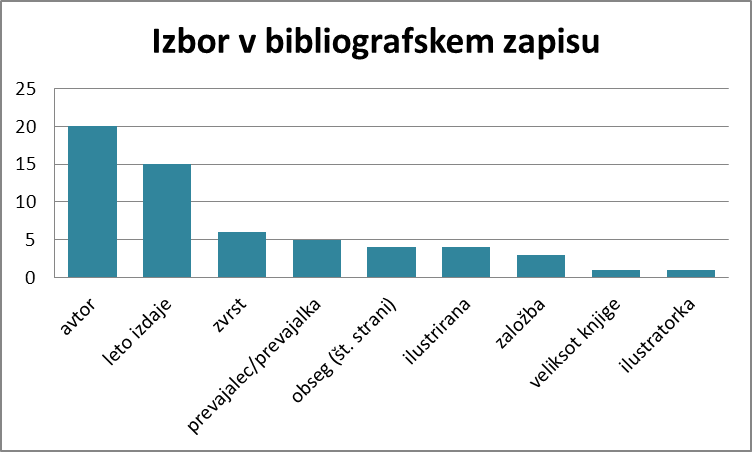 Izbor v bibliografskem zapisu
25
20
15
10
5
0
avtor
leto izdaje
zvrst
prevajalec/prevajalka
obseg (št. strani)
ilustrirana
založba
veliksot knjige
ilustratorka